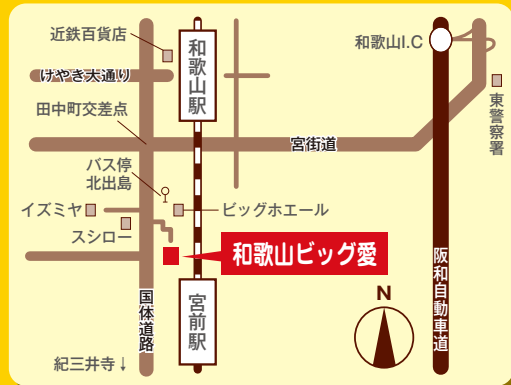 近鉄百貨店
和歌山駅
和歌山I.C
けやき大通り
東警察署
田中町交差点
宮街道
バス停
北出島
イズミヤ
ビッグホエール
スシロー
和歌山ビッグ愛
阪和自動車道
国体道路
宮前駅
N
紀三井寺↓